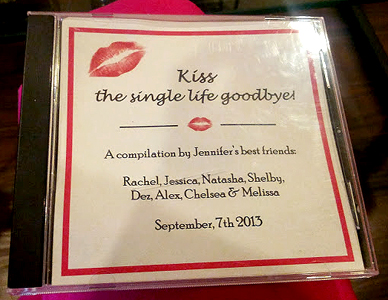 Kiss
the single life goodbye!
A compilation by Jennifer's best friends:
Rachel, Jessica, Natasha, Shelby,
Dez, Alex, Chelsea & Melissa
September, 7th 2013